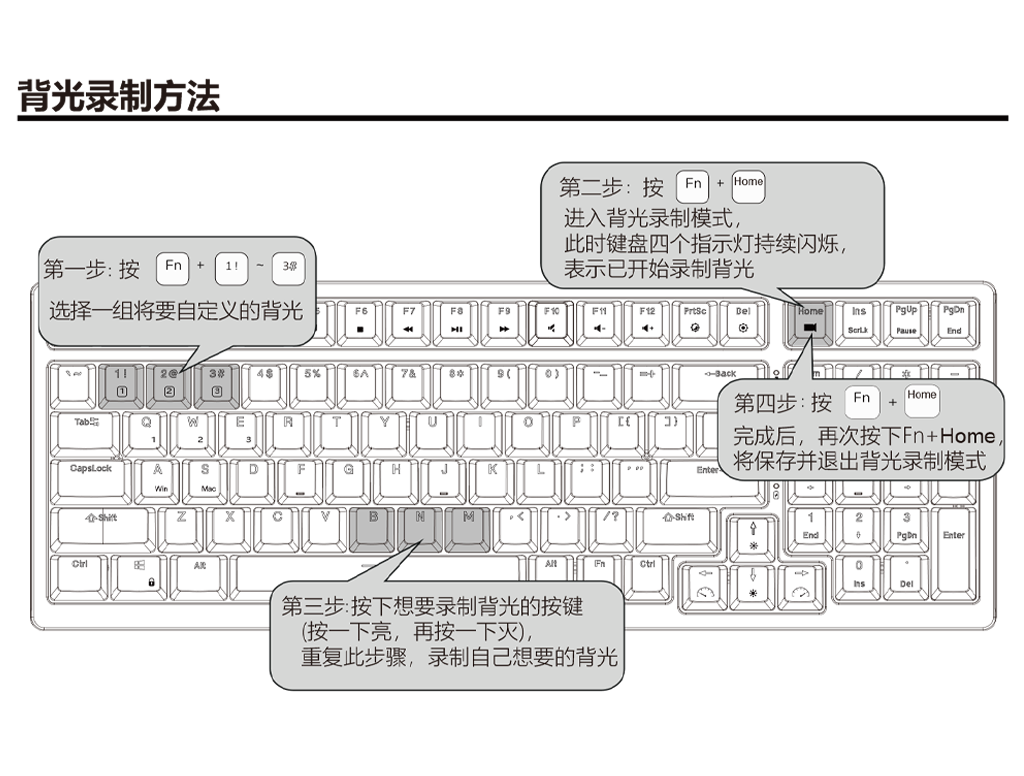 背光录制方法
第一步: 按 Fn + 1! ~ 3#
选择一组将要自定义的背光
第二步: 按 Fn + Home
进入背光录制模式,
此时键盘四个指示灯持续闪烁,
表示已开始录制背光
F6 F7 F8 F9 F10 F11 F12 PrtSc Del Home Ins PgUp PgDn
ScrLk Pause End
~ 1! 2@ 3# 4$ 5% 6^ 7& 8* 9( 0) Back
1 2 3
Tab Q W E R T Y U I O P [{ ]}
1 2 3
CapsLock A S D F G H J K L ;: '" Enter
Win Mac
Shift Z X C V B N M ,< .> /? Shift 1 2 3
End PgDn Enter
Ctrl Alt Alt Fn Ctrl 0 .
Ins Del
第四步: 按 Fn + Home
完成后, 再次按下Fn+Home,
将保存并退出背光录制模式
第三步:按下想要录制背光的按键
(按一下亮, 再按一下灭),
重复此步骤, 录制自己想要的背光